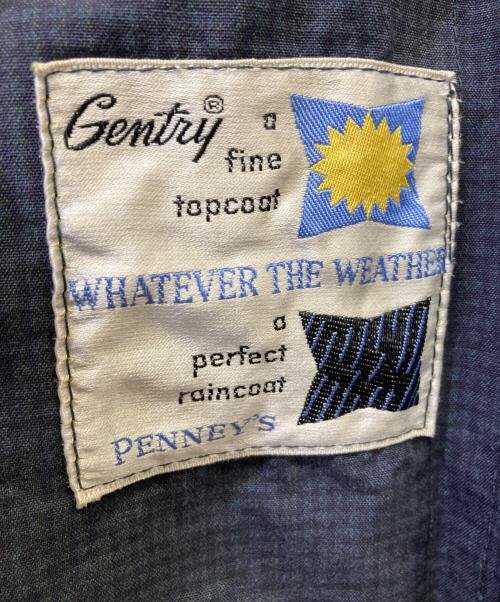 Gentry® a
fine
topcoat
WHATEVER THE WEATHER
a
perfect
raincoat
PENNEY'S